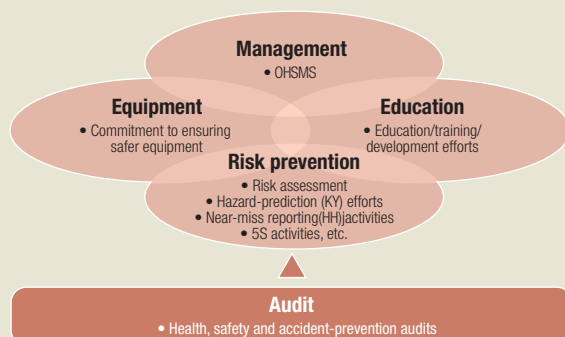 Management
• OHSMS
Equipment
• Commitment to ensuring
safer equipment
Education
• Education/training/
development efforts
Risk prevention
• Risk assessment
• Hazard-prediction (KY) efforts
• Near-miss reporting(HH)jactivities
• 5S activities, etc.
Audit
• Health, safety and accident-prevention audits